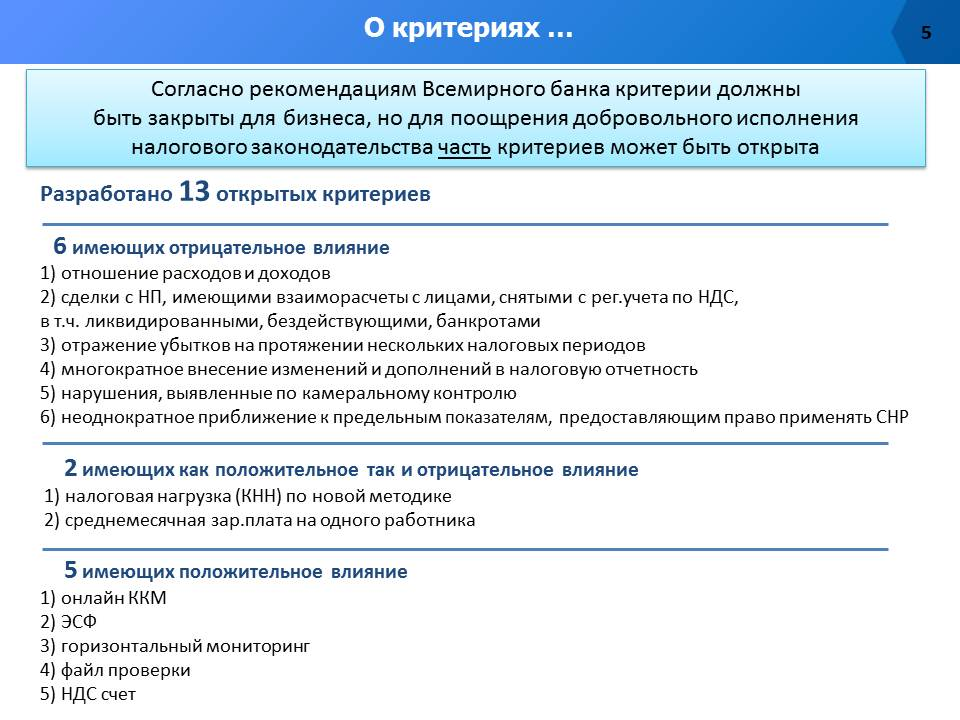 О критериях ...
5
Согласно рекомендациям Всемирного банка критерии должны
быть закрыты для бизнеса, но для поощрения добровольного исполнения
налогового законодательства часть критериев может быть открыта
Разработано 13 открытых критериев
6 имеющих отрицательное влияние
1) отношение расходов и доходов
2) сделки с НП, имеющими взаиморасчеты с лицами, снятыми с рег.учета по НДС,
в т.ч. ликвидированными, бездействующими, банкротами
3) отражение убытков на протяжении нескольких налоговых периодов
4) многократное внесение изменений и дополнений в налоговую отчетность
5) нарушения, выявленные по камеральному контролю
6) неоднократное приближение к предельным показателям, предоставляющим право применять СНР
2 имеющих как положительное так и отрицательное влияние
1) налоговая нагрузка (КНН) по новой методике
2) среднемесячная зар.плата на одного работника
5 имеющих положительное влияние
1) онлайн ККМ
2) ЭСФ
3) горизонтальный мониторинг
4) файл проверки
5) НДС счет